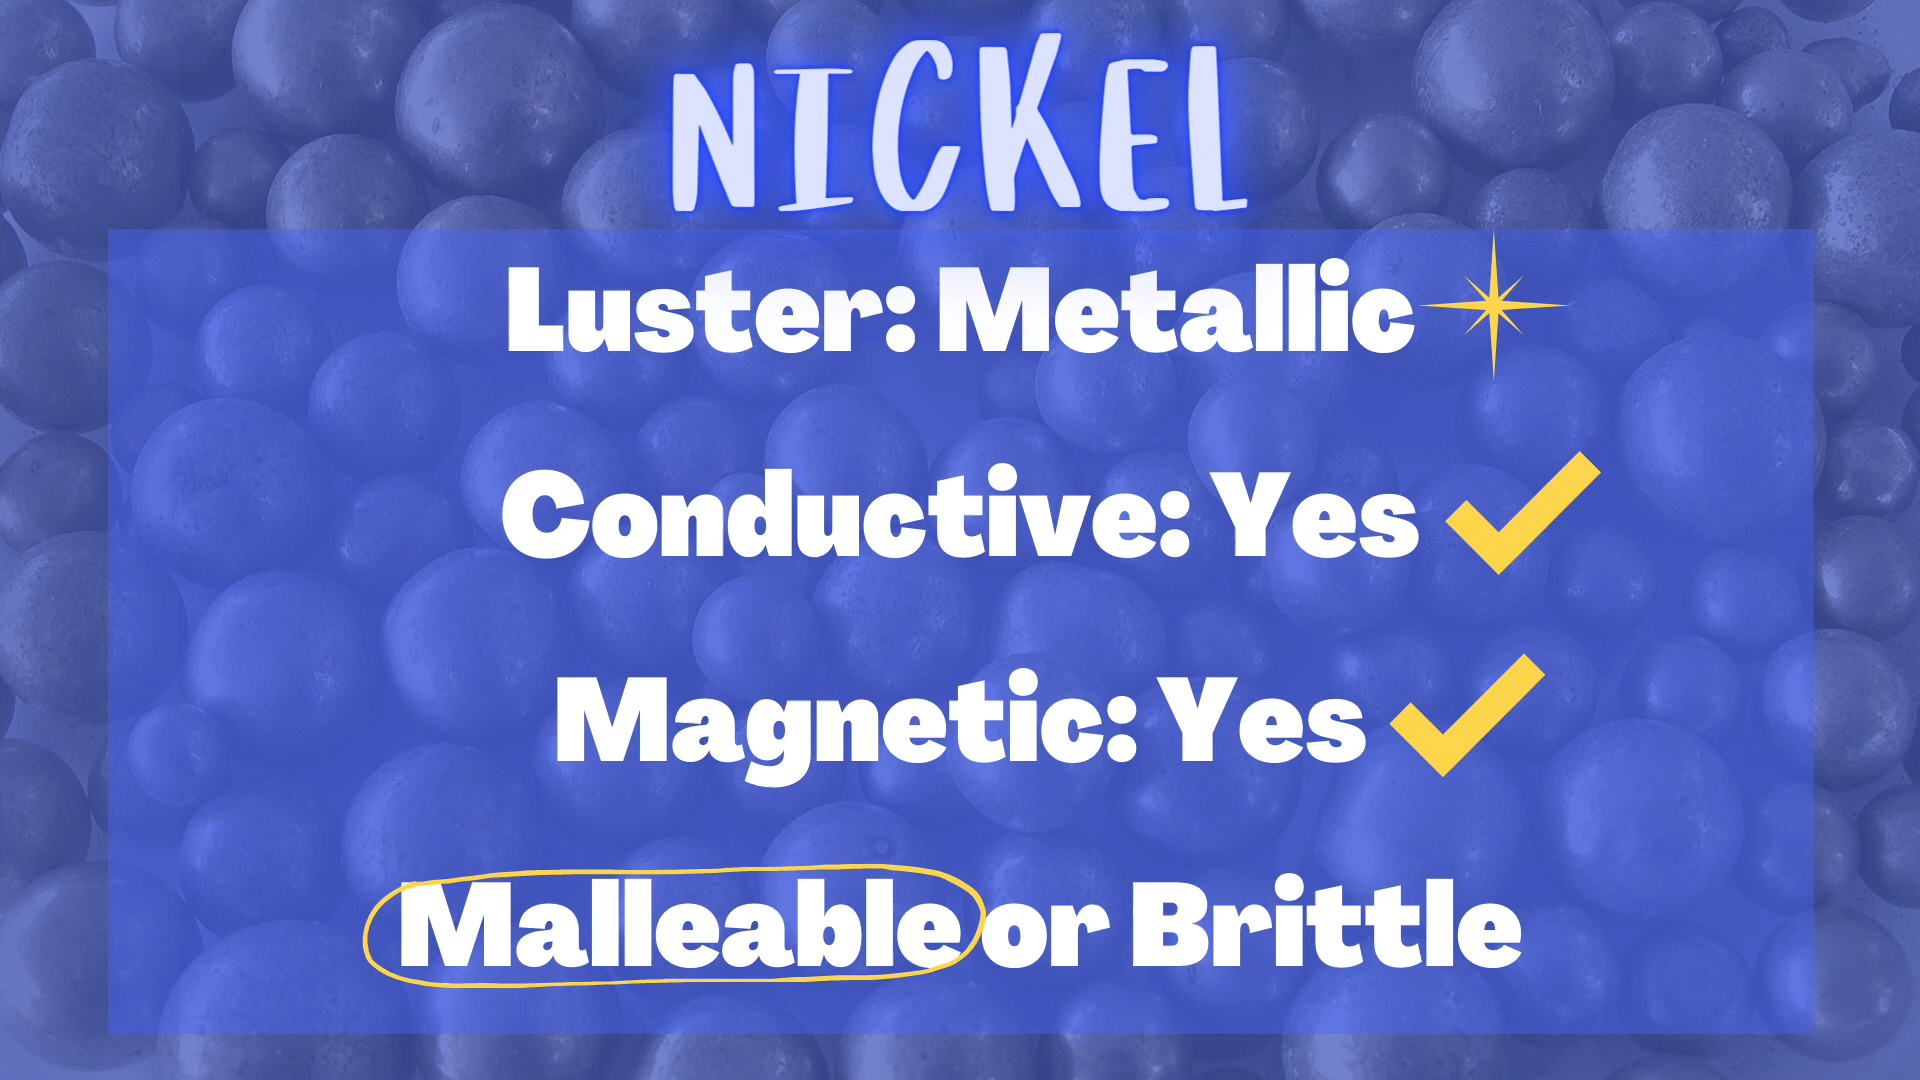 NICKEL
Luster: Metallic
Conductive: Yes
Magnetic: Yes
Malleable or Brittle